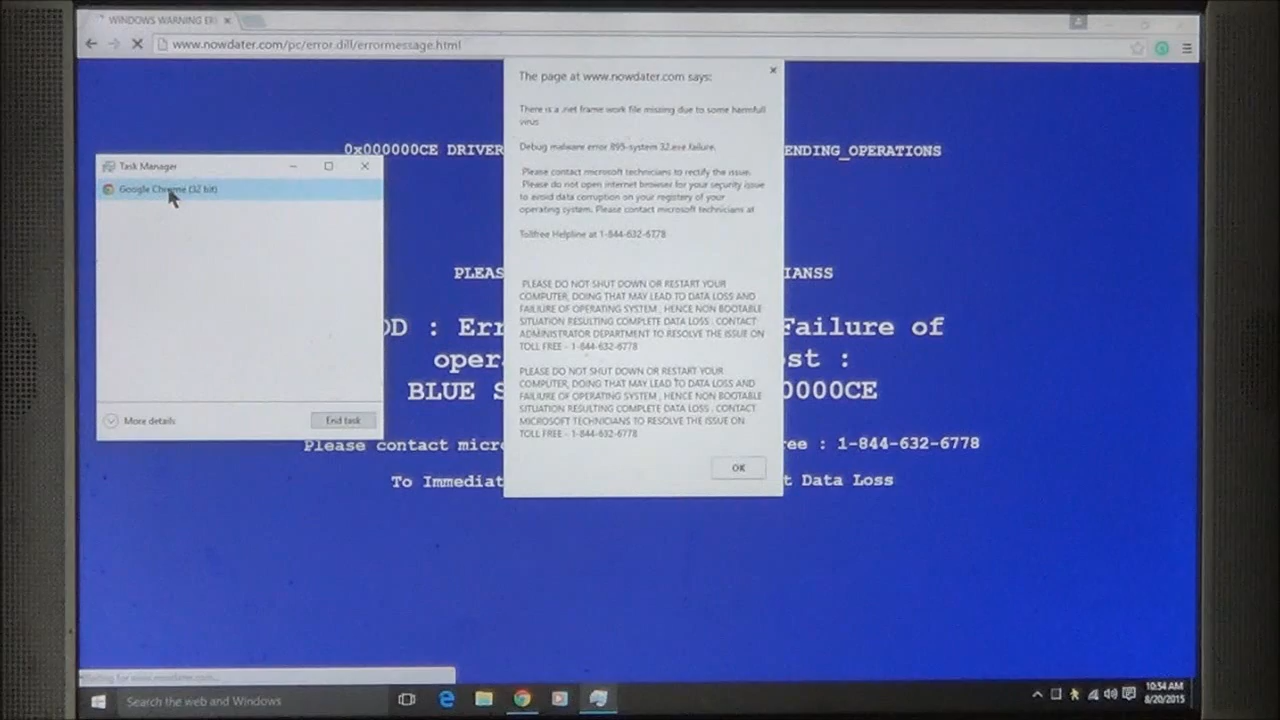 WINDOWS WARNING ER
www.nowdater.com/pc/error.dill/errormessage.html
The page at www.nowdater.com says:
There is a .net frame work file missing due to some harmfull
virus
Debug malware error 895-system 32.exe failure.
Please contact microsoft technicians to rectify the issue.
Please do not open internet browser for your security issue
to avoid data corruption on your registery of your
operating system. Please contact microsoft technicians at
Tollfree Helpline at 1-844-632-6778
PLEASE DO NOT SHUT DOWN OR RESTART YOUR
COMPUTER, DOING THAT MAY LEAD TO DATA LOSS AND
FAILIURE OF OPERATING SYSTEM , HENCE NON BOOTABLE
SITUATION RESULTING COMPLETE DATA LOSS . CONTACT
ADMINISTRATOR DEPARTMENT TO RESOLVE THE ISSUE ON
TOLL FREE - 1-844-632-6778
PLEASE DO NOT SHUT DOWN OR RESTART YOUR
COMPUTER, DOING THAT MAY LEAD TO DATA LOSS AND
FAILIURE OF OPERATING SYSTEM , HENCE NON BOOTABLE
SITUATION RESULTING COMPLETE DATA LOSS . CONTACT
MICROSOFT TECHNICIANS TO RESOLVE THE ISSUE ON
TOLL FREE - 1-844-632-6778
OK
0x000000CE DRIVER ENDING_OPERATIONS
Task Manager
Google Chrome (32 bit)
More details
End task
PLEAS IANSS
OD : Err Failure of
oper st :
BLUE S 0000CE
Please contact micr ee : 1-844-632-6778
To Immediat t Data Loss
Waiting for www.nowdater.com...
Search the web and Windows
10:54 AM
8/20/2015